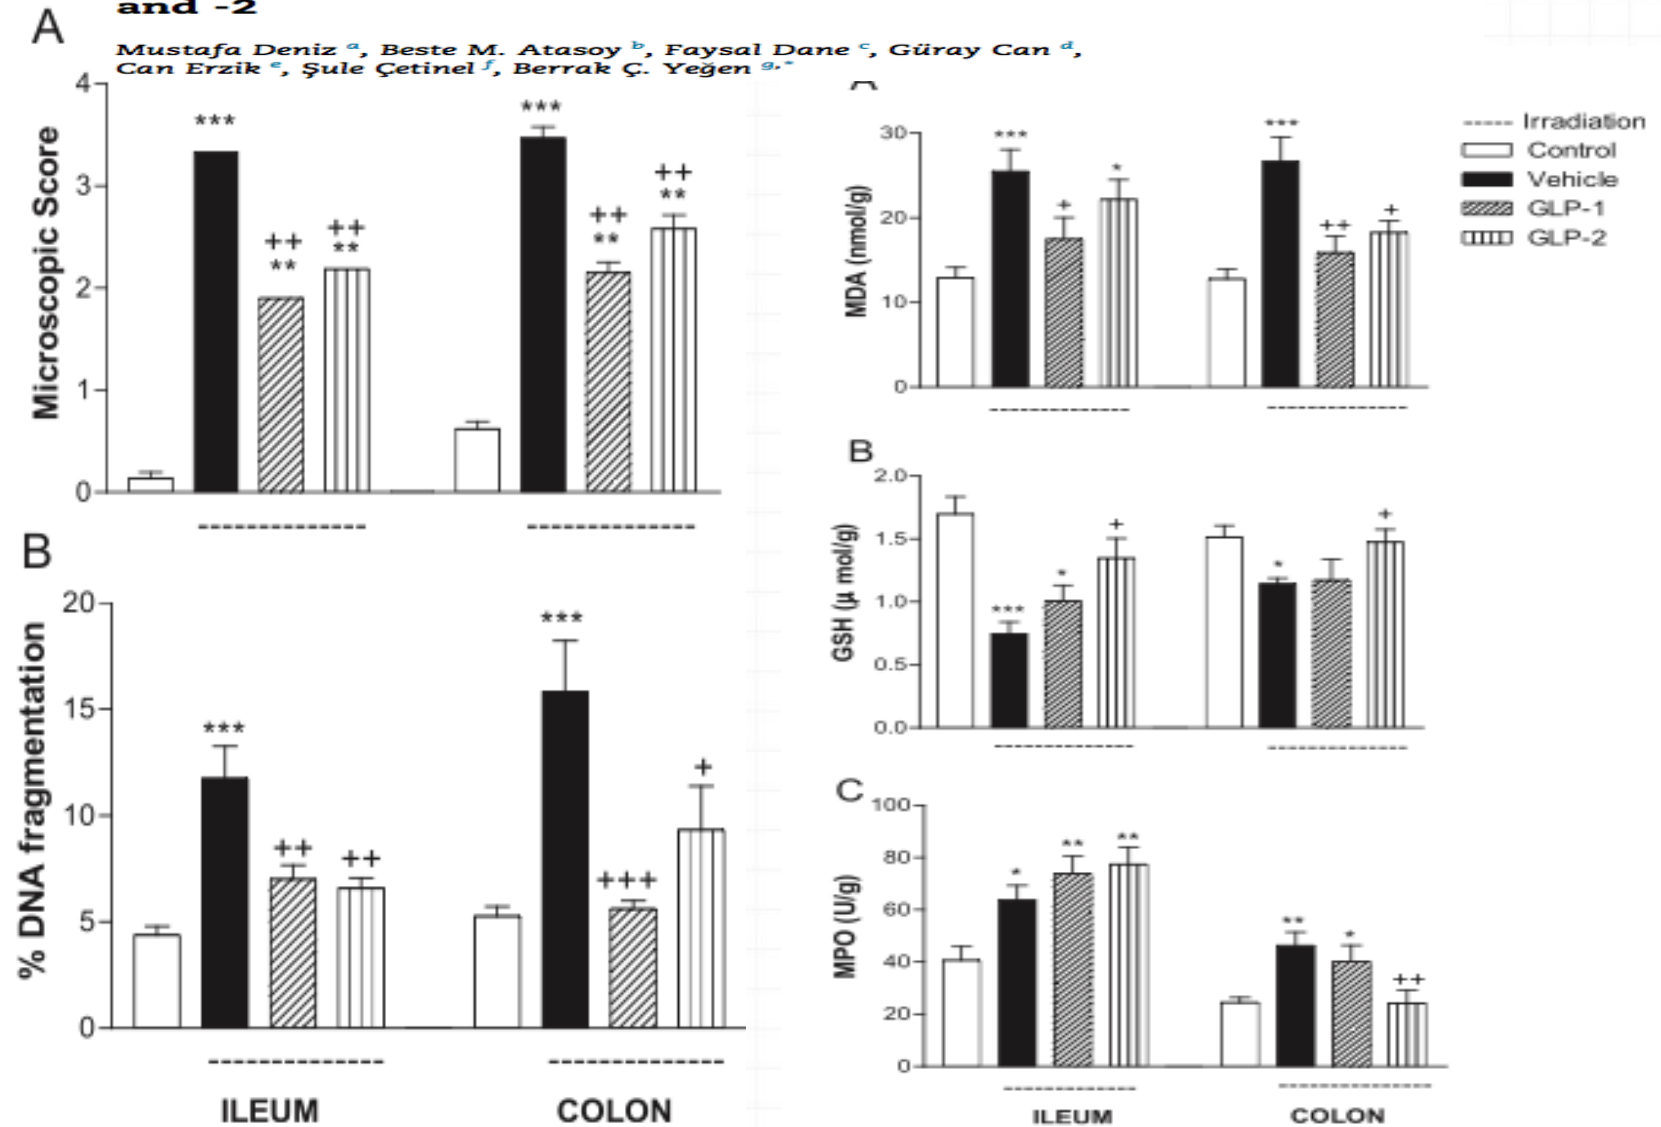 and -2
Mustafa Deniz a, Beste M. Atasoy b, Faysal Dane c, Güray Can d,
Can Erzik e, Şule Çetinel f, Berrak Ç. Yeğen g,*
A
Microscopic Score
4
3
2
1
0
***
++
**
++
**
***
++
**
++
**
B
% DNA fragmentation
20
15
10
5
0
***
++
++
***
+++
+
ILEUM COLON
A
MDA (nmol/g)
30
20
10
0
***
+
*
***
++
+
Irradiation
Control
Vehicle
GLP-1
GLP-2
B
GSH (µ mol/g)
2.0
1.5
1.0
0.5
0.0
***
*
+
*
+
C
MPO (U/g)
100
80
60
40
20
0
*
**
**
**
*
++
ILEUM COLON